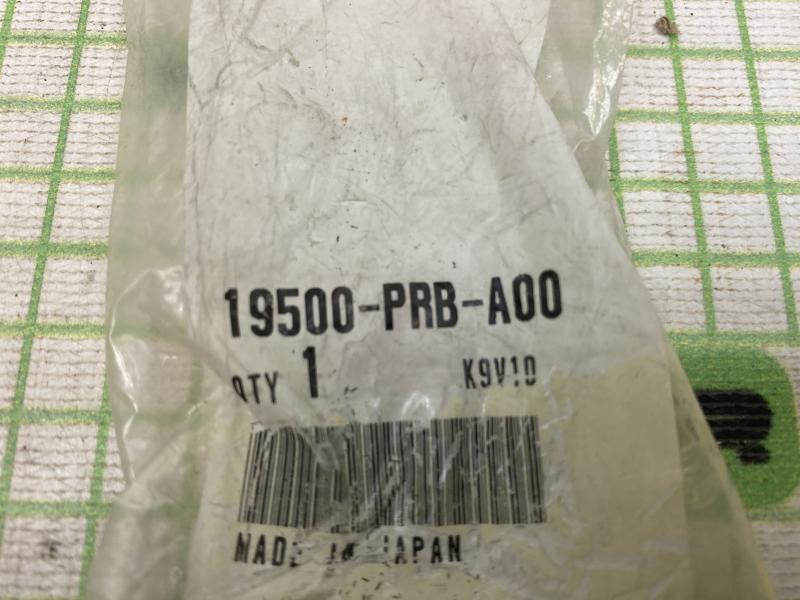 19500-PRB-A00
QTY 1 K9V10
MADE IN JAPAN